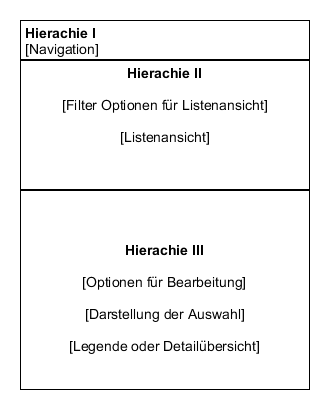 Hierachie I
[Navigation]
Hierachie II
[Filter Optionen für Listenansicht]
[Listenansicht]
Hierachie III
[Optionen für Bearbeitung]
[Darstellung der Auswahl]
[Legende oder Detailübersicht]